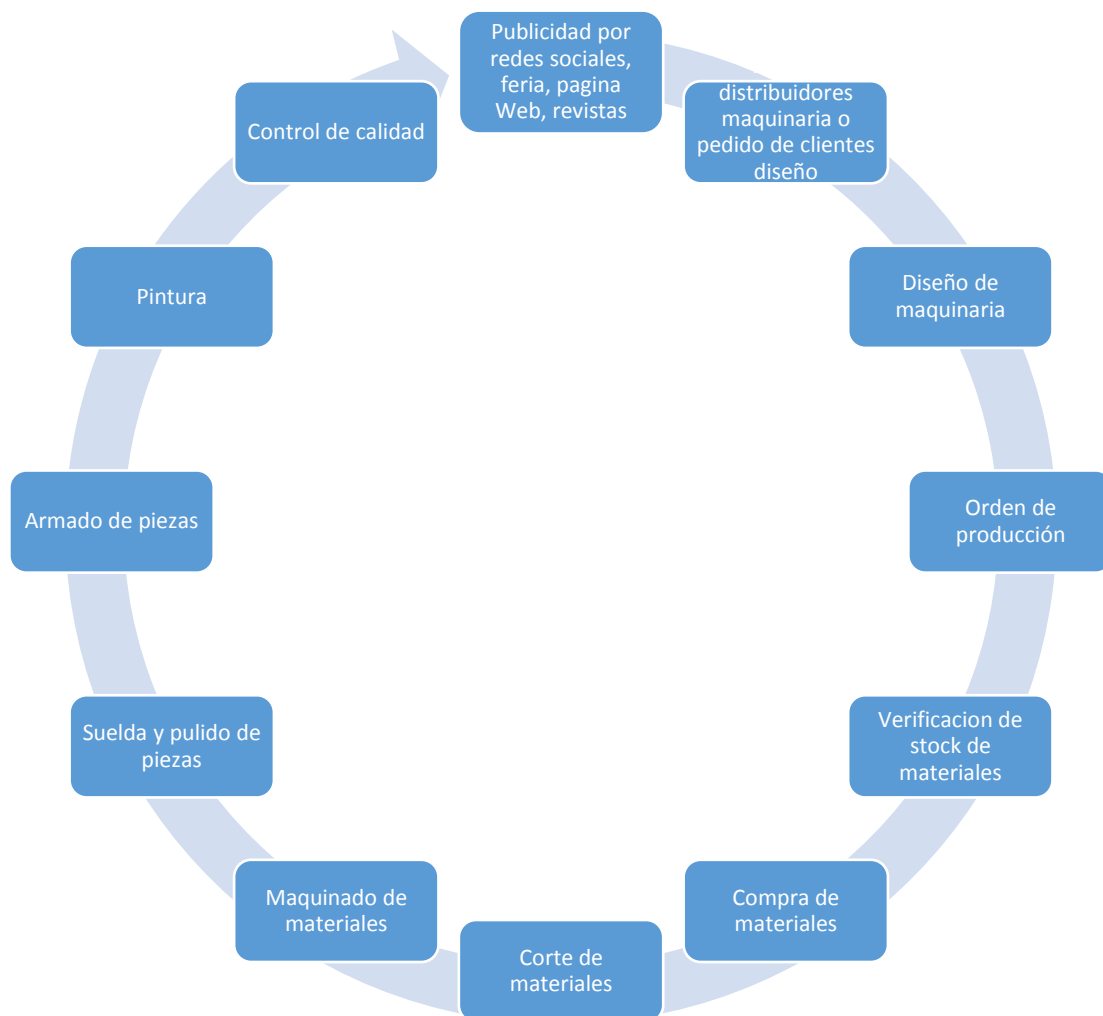 Publicidad por
redes sociales,
feria, pagina
Web, revistas
distribuidores
maquinaria o
pedido de clientes
diseño
Diseño de
maquinaria
Orden de
producción
Verificacion de
stock de
materiales
Compra de
materiales
Corte de
materiales
Maquinado de
materiales
Suelda y pulido de
piezas
Armado de piezas
Pintura
Control de calidad